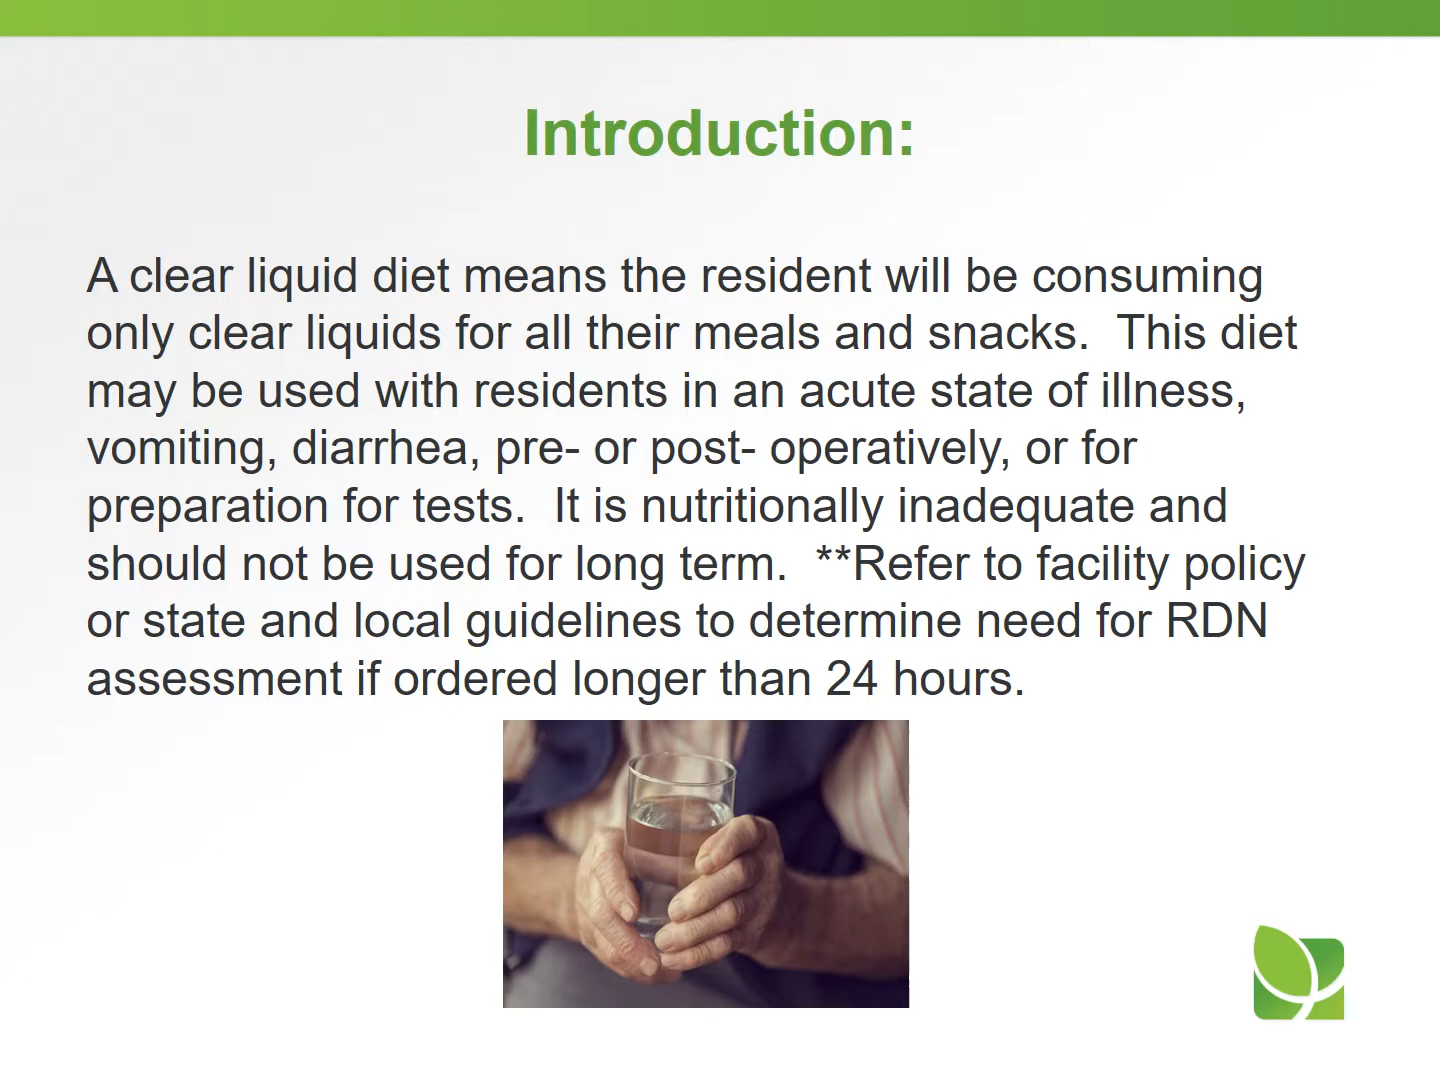 Introduction:
A clear liquid diet means the resident will be consuming
only clear liquids for all their meals and snacks.  This diet
may be used with residents in an acute state of illness,
vomiting, diarrhea, pre- or post- operatively, or for
preparation for tests.  It is nutritionally inadequate and
should not be used for long term.  **Refer to facility policy
or state and local guidelines to determine need for RDN
assessment if ordered longer than 24 hours.